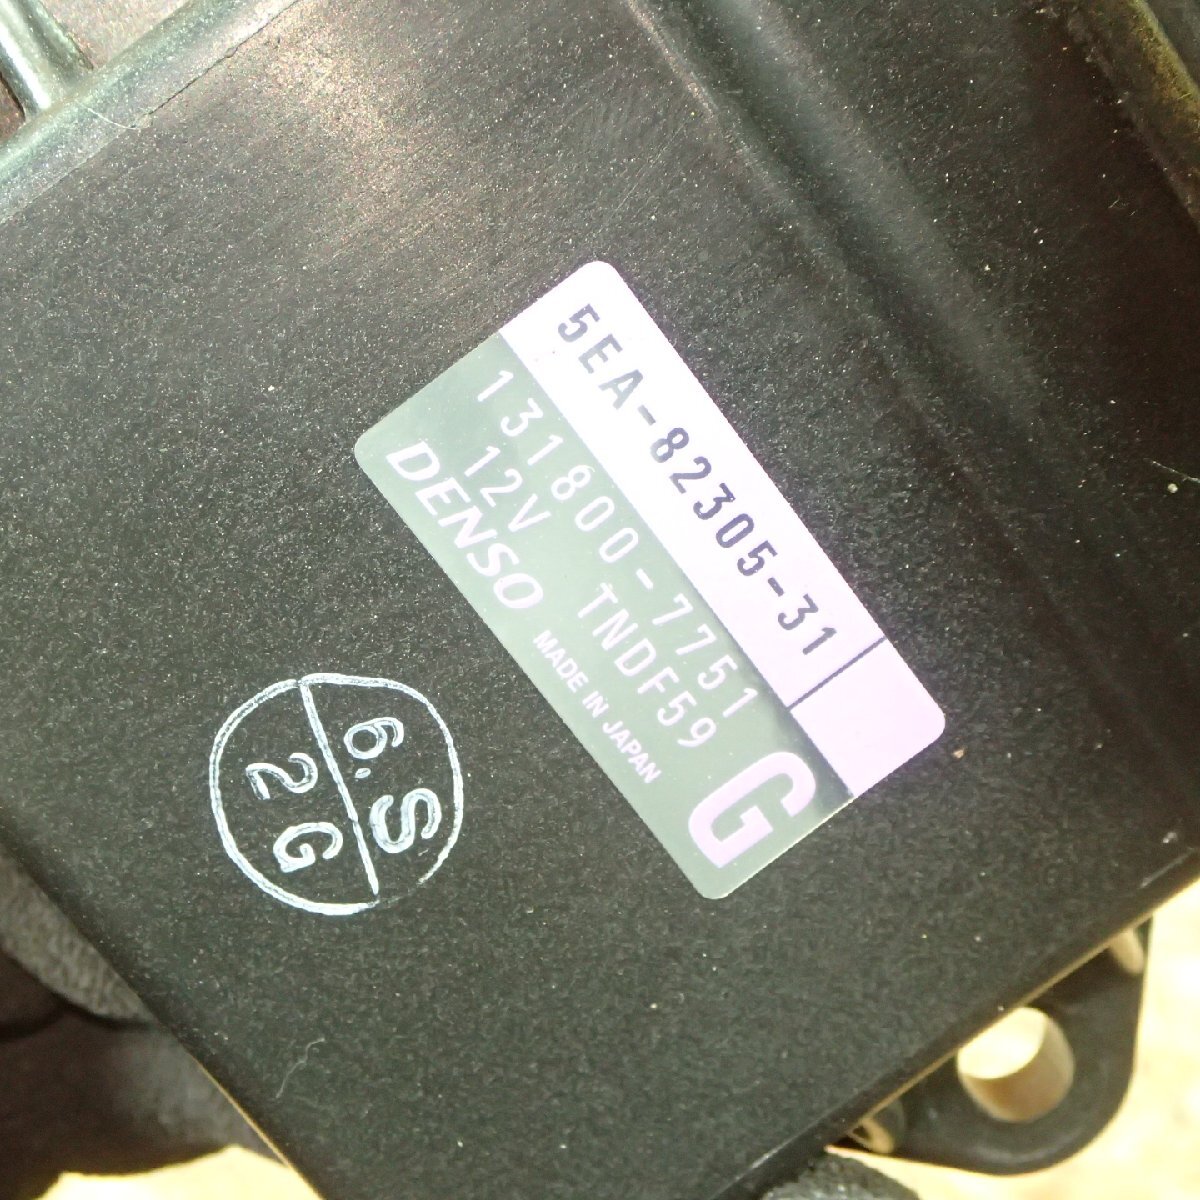 5EA-82305-31
131800-7751
12V TNDF59
DENSO MADE IN JAPAN G
6.S
2G